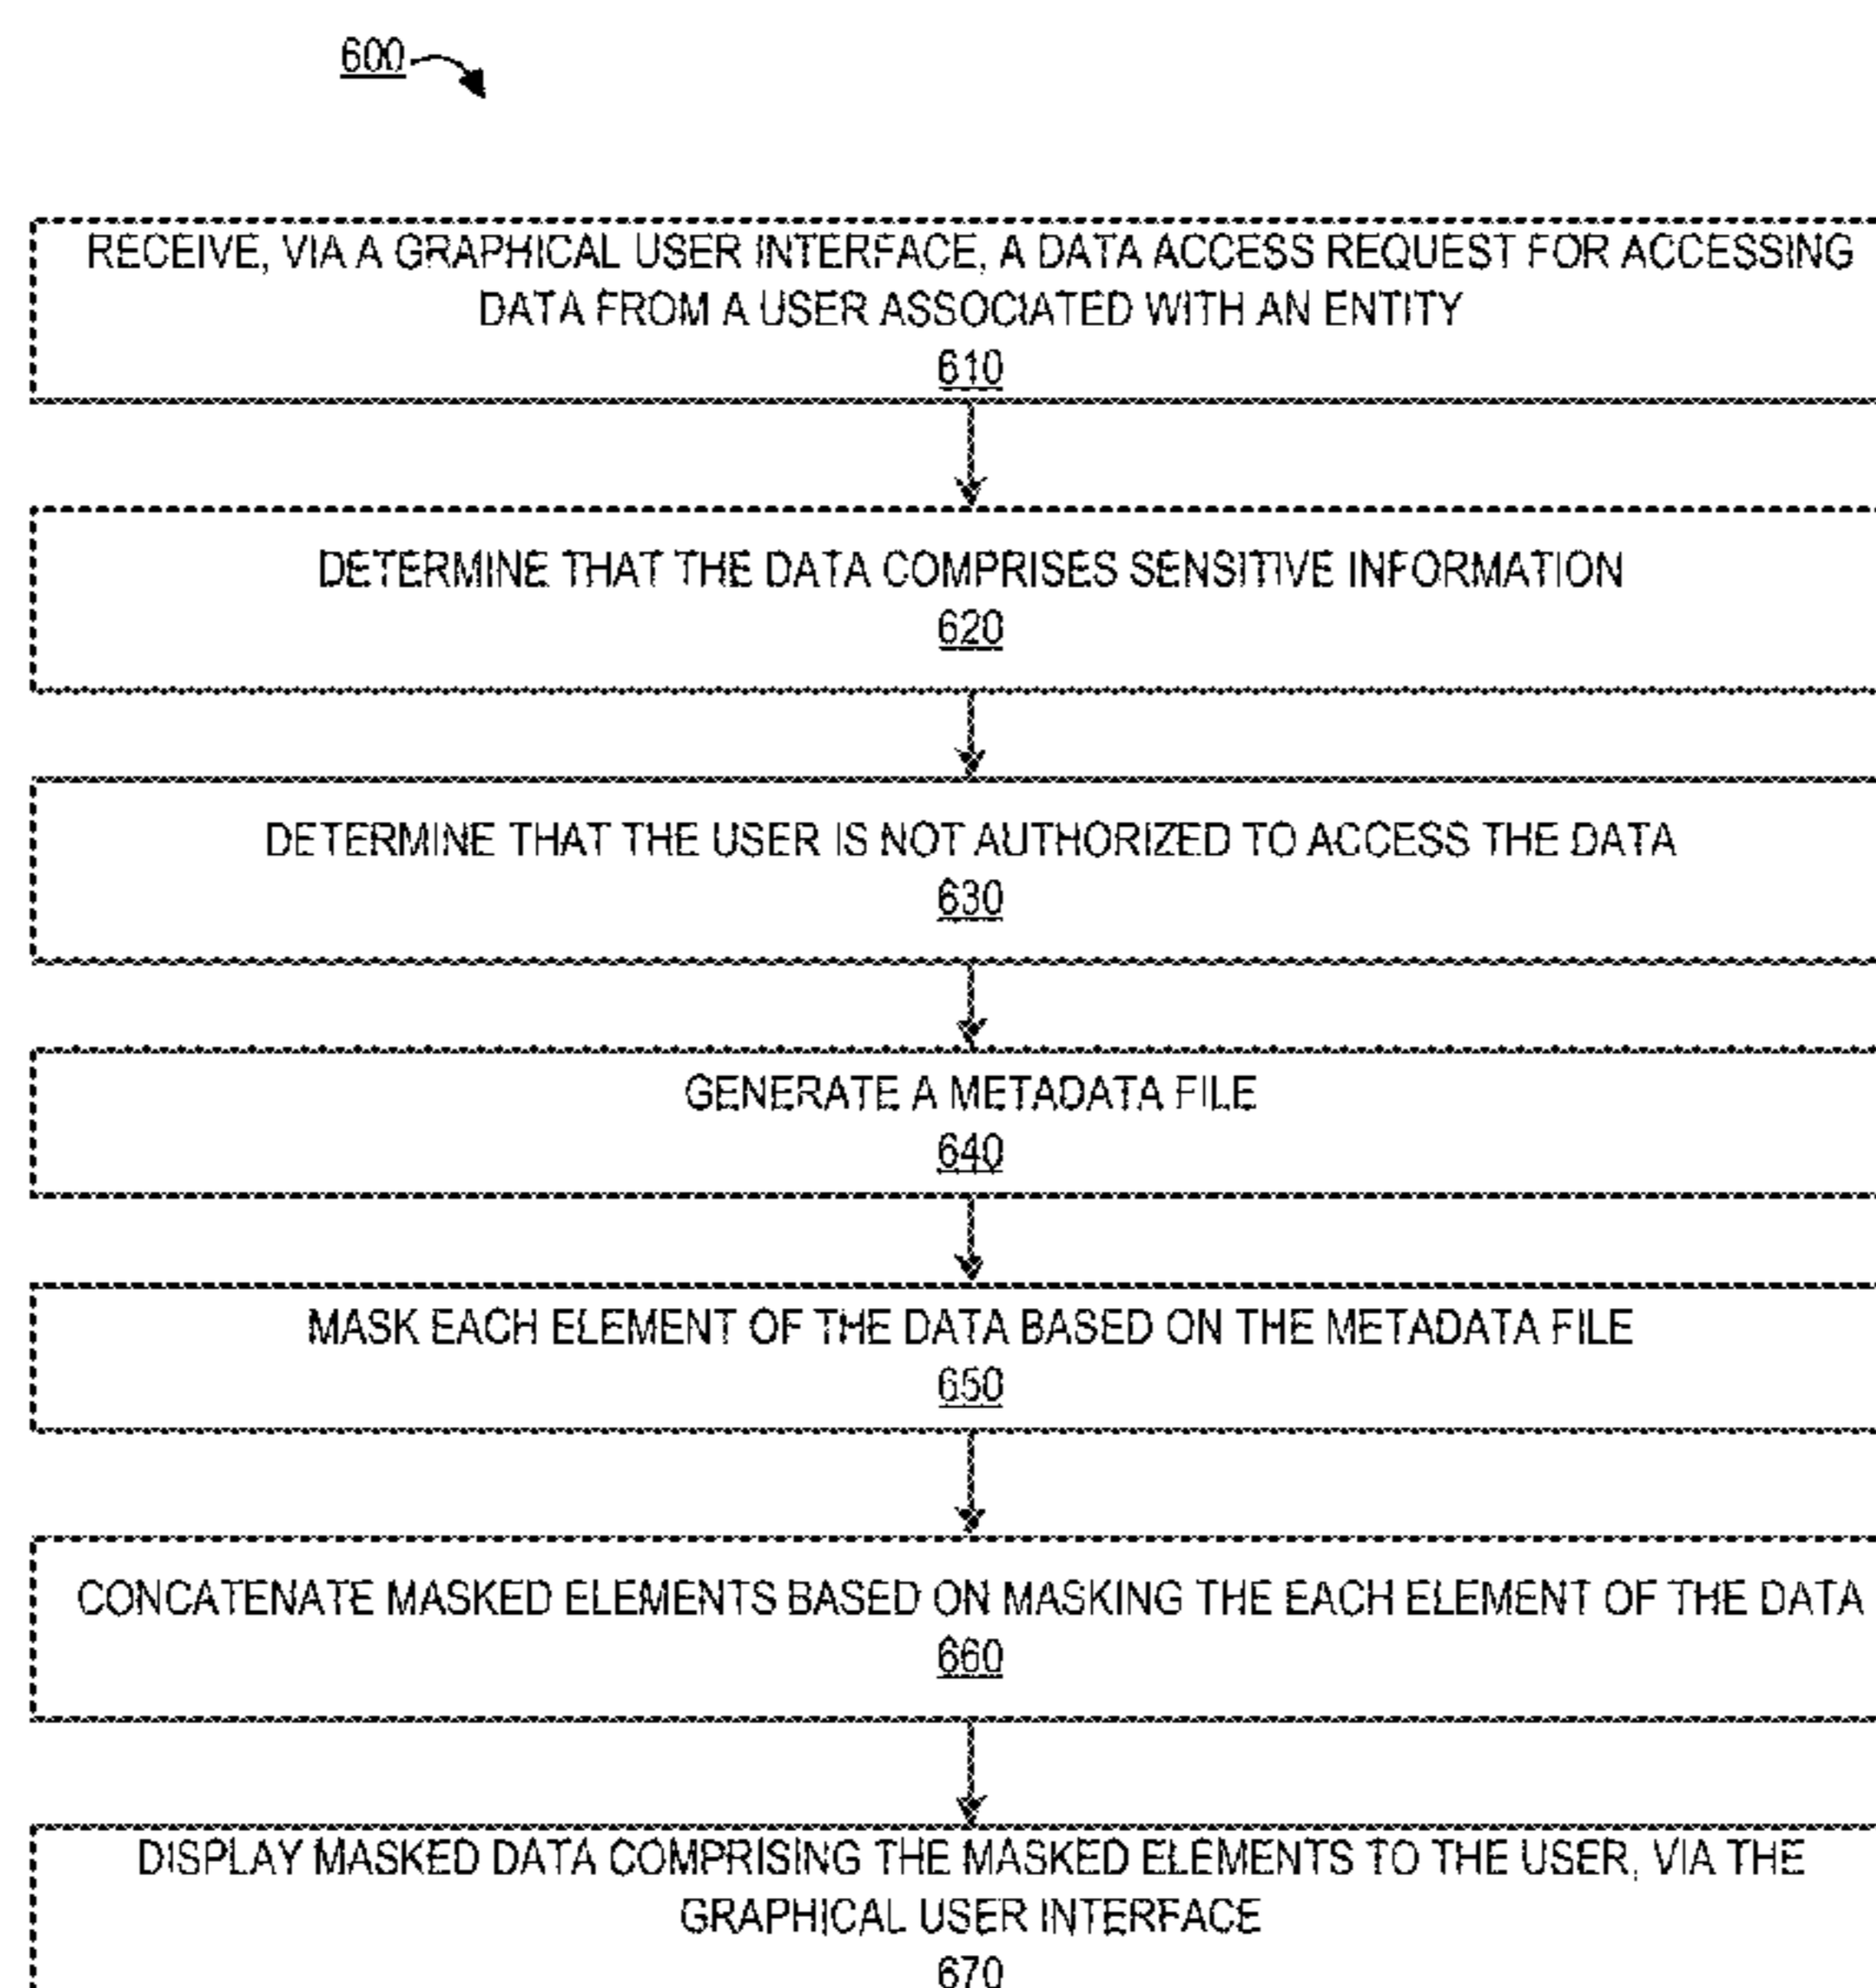 600
RECEIVE, VIA A GRAPHICAL USER INTERFACE, A DATA ACCESS REQUEST FOR ACCESSING
DATA FROM A USER ASSOCIATED WITH AN ENTITY
610
DETERMINE THAT THE DATA COMPRISES SENSITIVE INFORMATION
620
DETERMINE THAT THE USER IS NOT AUTHORIZED TO ACCESS THE DATA
630
GENERATE A METADATA FILE
640
MASK EACH ELEMENT OF THE DATA BASED ON THE METADATA FILE
650
CONCATENATE MASKED ELEMENTS BASED ON MASKING THE EACH ELEMENT OF THE DATA
660
DISPLAY MASKED DATA COMPRISING THE MASKED ELEMENTS TO THE USER, VIA THE
GRAPHICAL USER INTERFACE
670